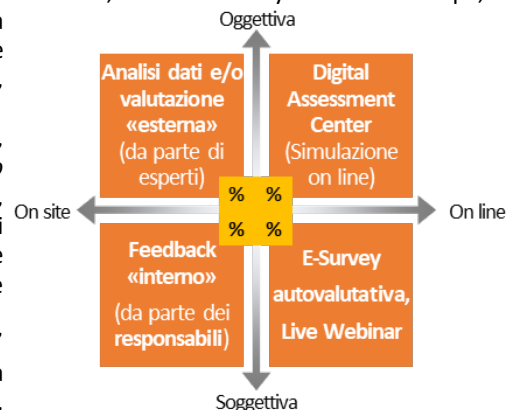 Oggettiva
Analisi dati e/o
valutazione
«esterna»
(da parte di
esperti)
Digital
Assessment
Center
(Simulazione
on line)
% %
On site
On line
% %
Feedback
«interno»
(da parte dei
responsabili)
E-Survey
autovalutativa,
Live Webinar
Soggettiva